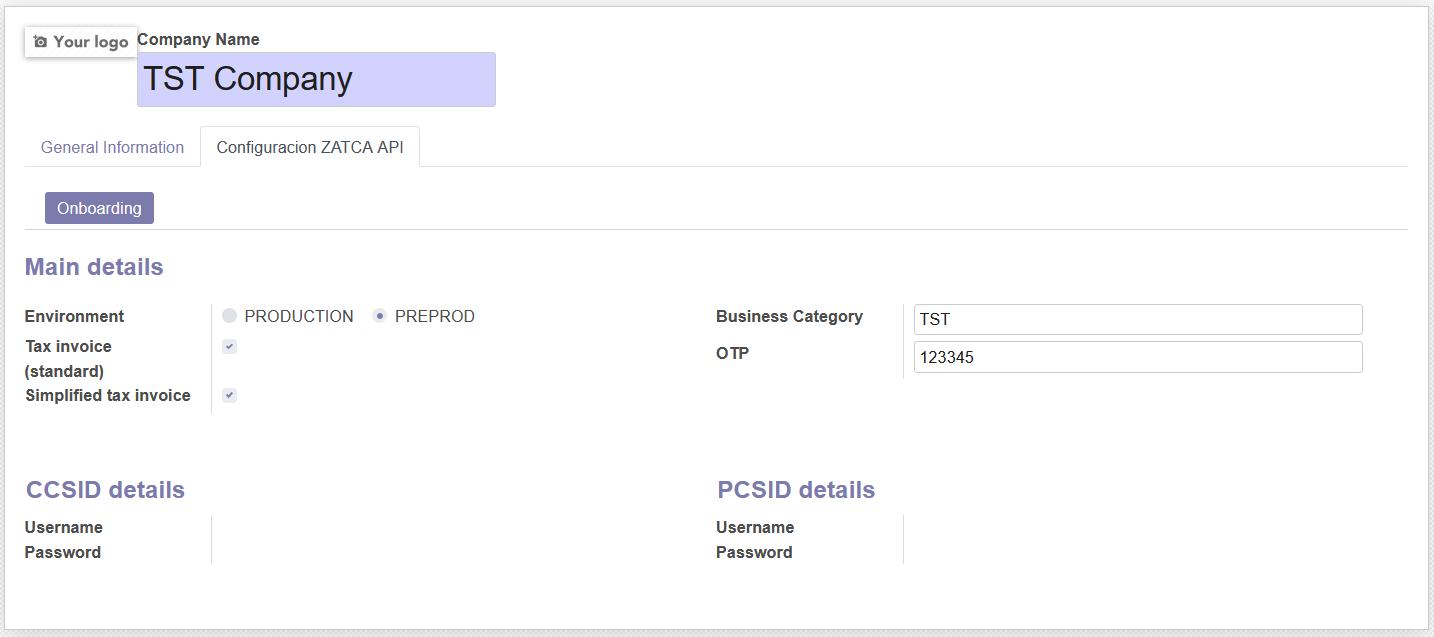 Your logo
Company Name
TST Company
General Information
Configuracion ZATCA API
Onboarding
Main details
Environment
PRODUCTION
PREPROD
Tax invoice
(standard)
Simplified tax invoice
Business Category
TST
OTP
123345
CCSID details
Username
Password
PCSID details
Username
Password